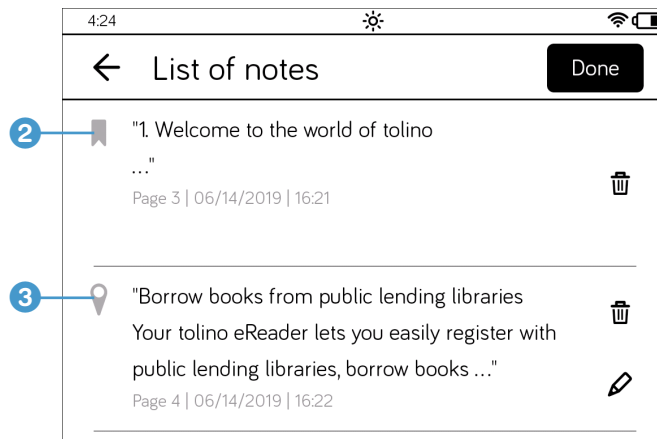 4:24
List of notes
Done
2
"1. Welcome to the world of tolino
..."
Page 3 | 06/14/2019 | 16:21
3
"Borrow books from public lending libraries
Your tolino eReader lets you easily register with
public lending libraries, borrow books ..."
Page 4 | 06/14/2019 | 16:22